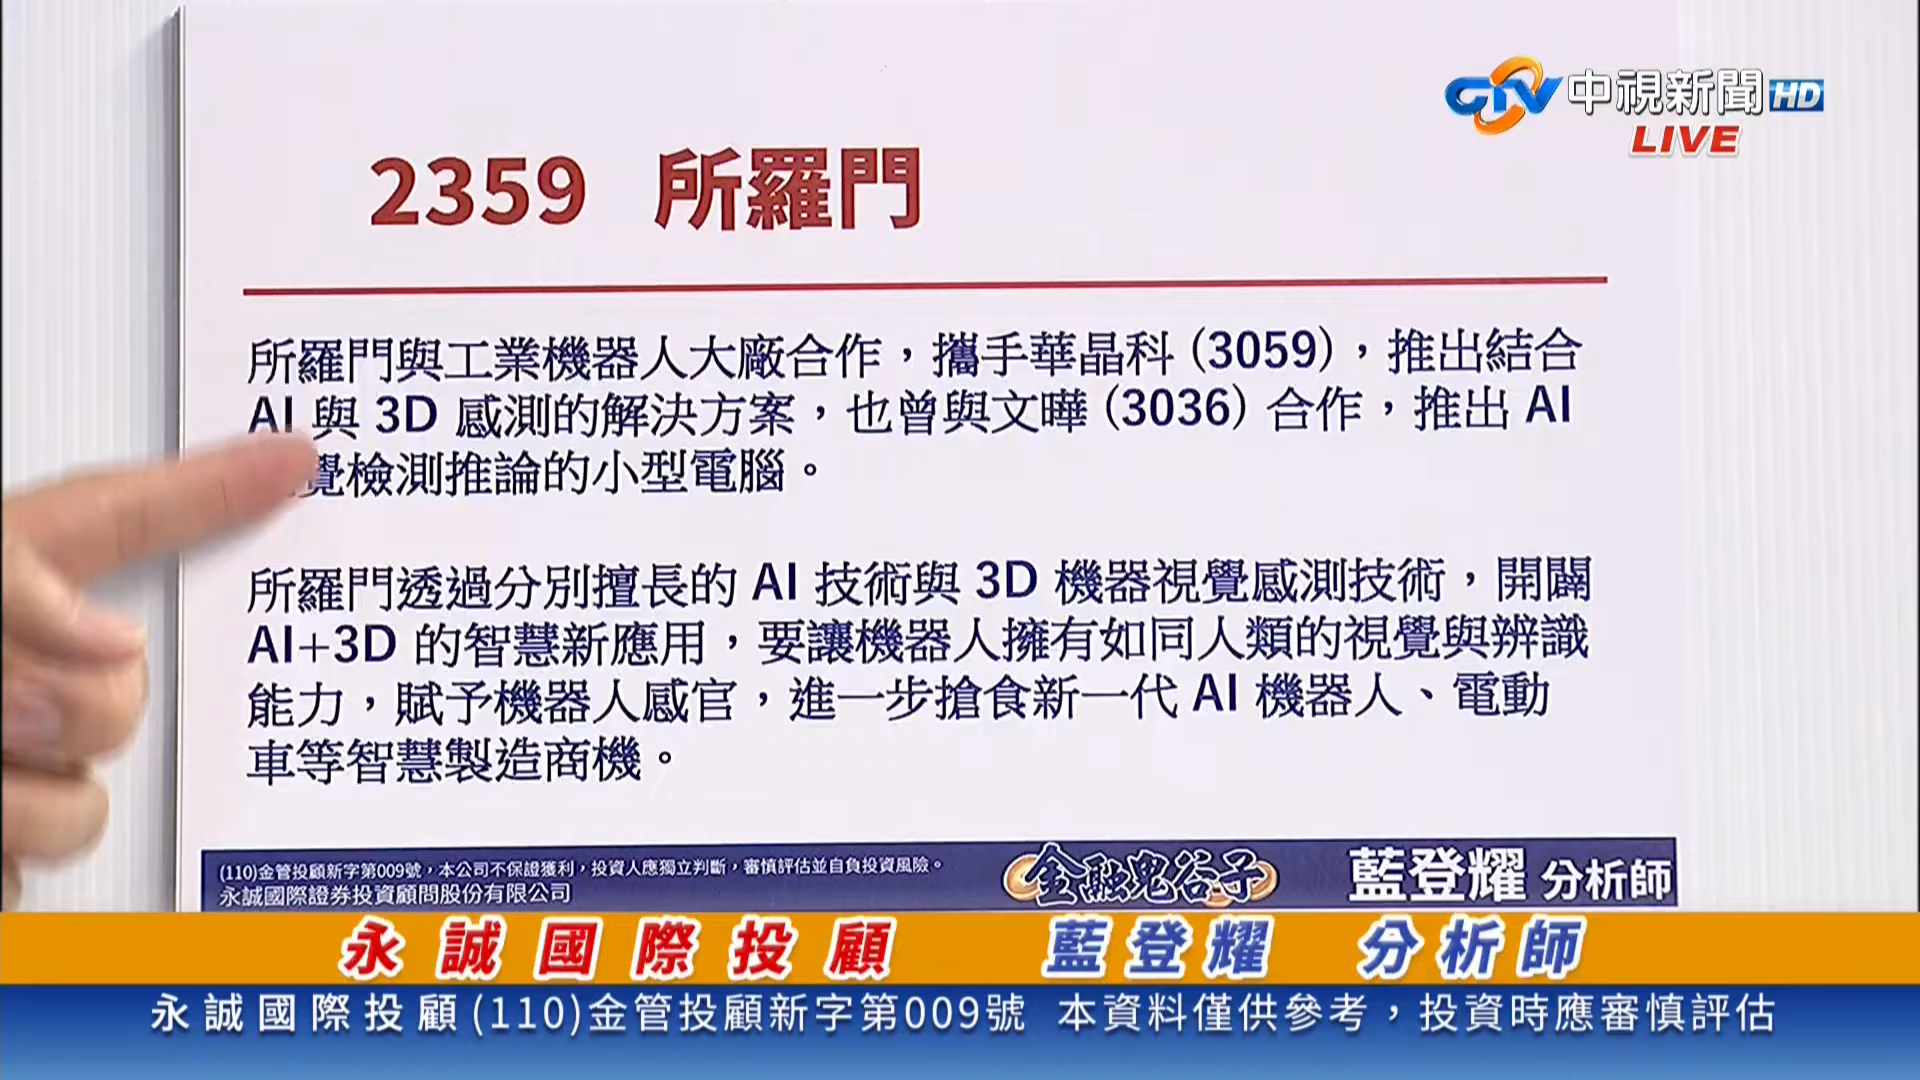 CTV 中視新聞 HD
LIVE
2359 所羅門
所羅門與工業機器人大廠合作，攜手華晶科 (3059)，推出結合
AI 與 3D 感測的解決方案，也曾與文曄 (3036) 合作，推出 AI
覺檢測推論的小型電腦。
所羅門透過分別擅長的 AI 技術與 3D 機器視覺感測技術，開闢
AI+3D 的智慧新應用，要讓機器人擁有如同人類的視覺與辨識
能力，賦予機器人感官，進一步搶食新一代 AI 機器人、電動
車等智慧製造商機。
(110)金管投顧新字第009號，本公司不保證獲利，投資人應獨立判斷，審慎評估並自負投資風險。
永誠國際證券投資顧問股份有限公司
金融鬼谷子
藍登耀 分析師
永誠國際投顧 藍登耀 分析師
永誠國際投顧(110)金管投顧新字第009號 本資料僅供參考，投資時應審慎評估